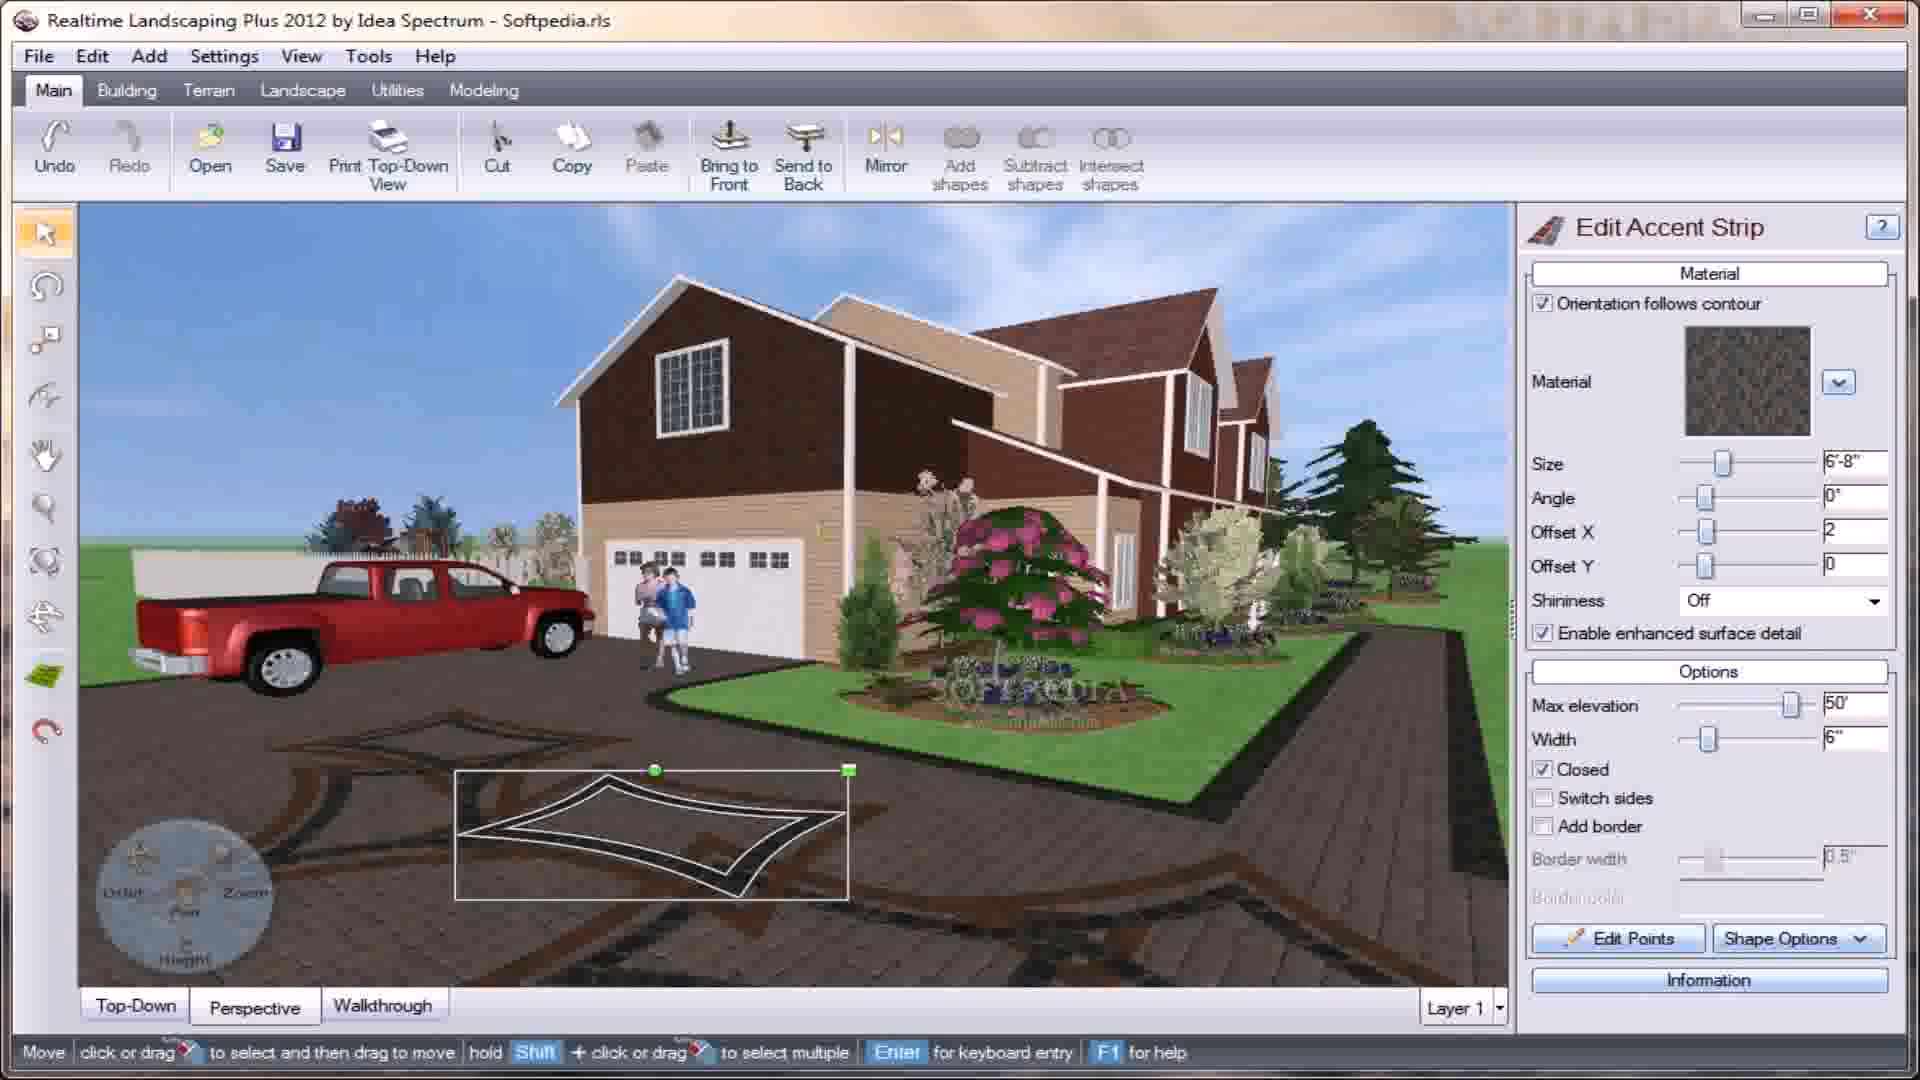 Realtime Landscaping Plus 2012 by Idea Spectrum - Softpedia.rls
File Edit Add Settings View Tools Help
Main Building Terrain Landscape Utilities Modeling
Undo Redo Open Save Print Top-Down View Cut Copy Paste Bring to Front Send to Back Mirror Add shapes Subtract shapes Intersect shapes
Edit Accent Strip ?
Material
Orientation follows contour
Material
Size 6'-8"
Angle 0°
Offset X 2
Offset Y 0
Shininess Off
Enable enhanced surface detail
Options
Max elevation 50'
Width 6"
Closed
Switch sides
Add border
Border width 0.5"
Border color
Edit Points Shape Options
Information
SOFTPEDIA
Orbit Zoom
Pan
Height
Top-Down Perspective Walkthrough Layer 1
Move click or drag to select and then drag to move hold Shift + click or drag to select multiple Enter for keyboard entry F1 for help